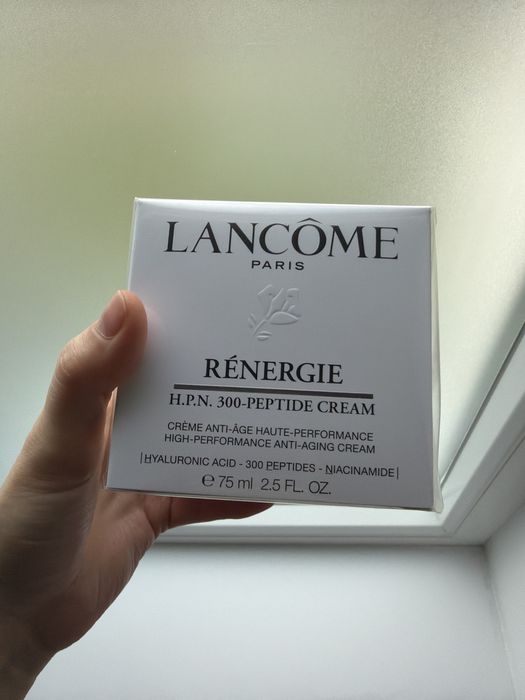 LANCÔME
PARIS
RÉNERGIE
H.P.N. 300-PEPTIDE CREAM
CRÈME ANTI-ÂGE HAUTE-PERFORMANCE
HIGH-PERFORMANCE ANTI-AGING CREAM
| HYALURONIC ACID - 300 PEPTIDES - NIACINAMIDE |
℮ 75 ml 2.5 FL. OZ.